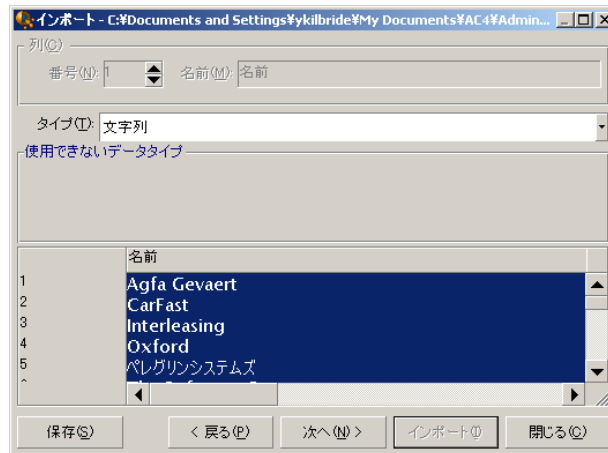 インポート - C:¥Documents and Settings¥ykilbride¥My Documents¥AC4¥Admin...
列(C)
番号(N): 1 名前(M): 名前
タイプ(T): 文字列
使用できないデータタイプ
名前
1 Agfa Gevaert
2 CarFast
3 Interleasing
4 Oxford
5 ペレグリンシステムズ
保存(S) < 戻る(P) 次へ(N) > インポート(I) 閉じる(C)